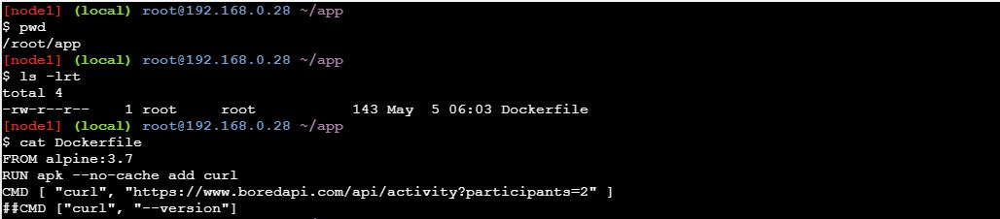 [node1] (local) root@192.168.0.28 ~/app
$ pwd
/root/app
[node1] (local) root@192.168.0.28 ~/app
$ ls -lrt
total 4
-rw-r--r--    1 root     root           143 May  5 06:03 Dockerfile
[node1] (local) root@192.168.0.28 ~/app
$ cat Dockerfile
FROM alpine:3.7
RUN apk --no-cache add curl
CMD [ "curl", "https://www.boredapi.com/api/activity?participants=2" ]
##CMD ["curl", "--version"]